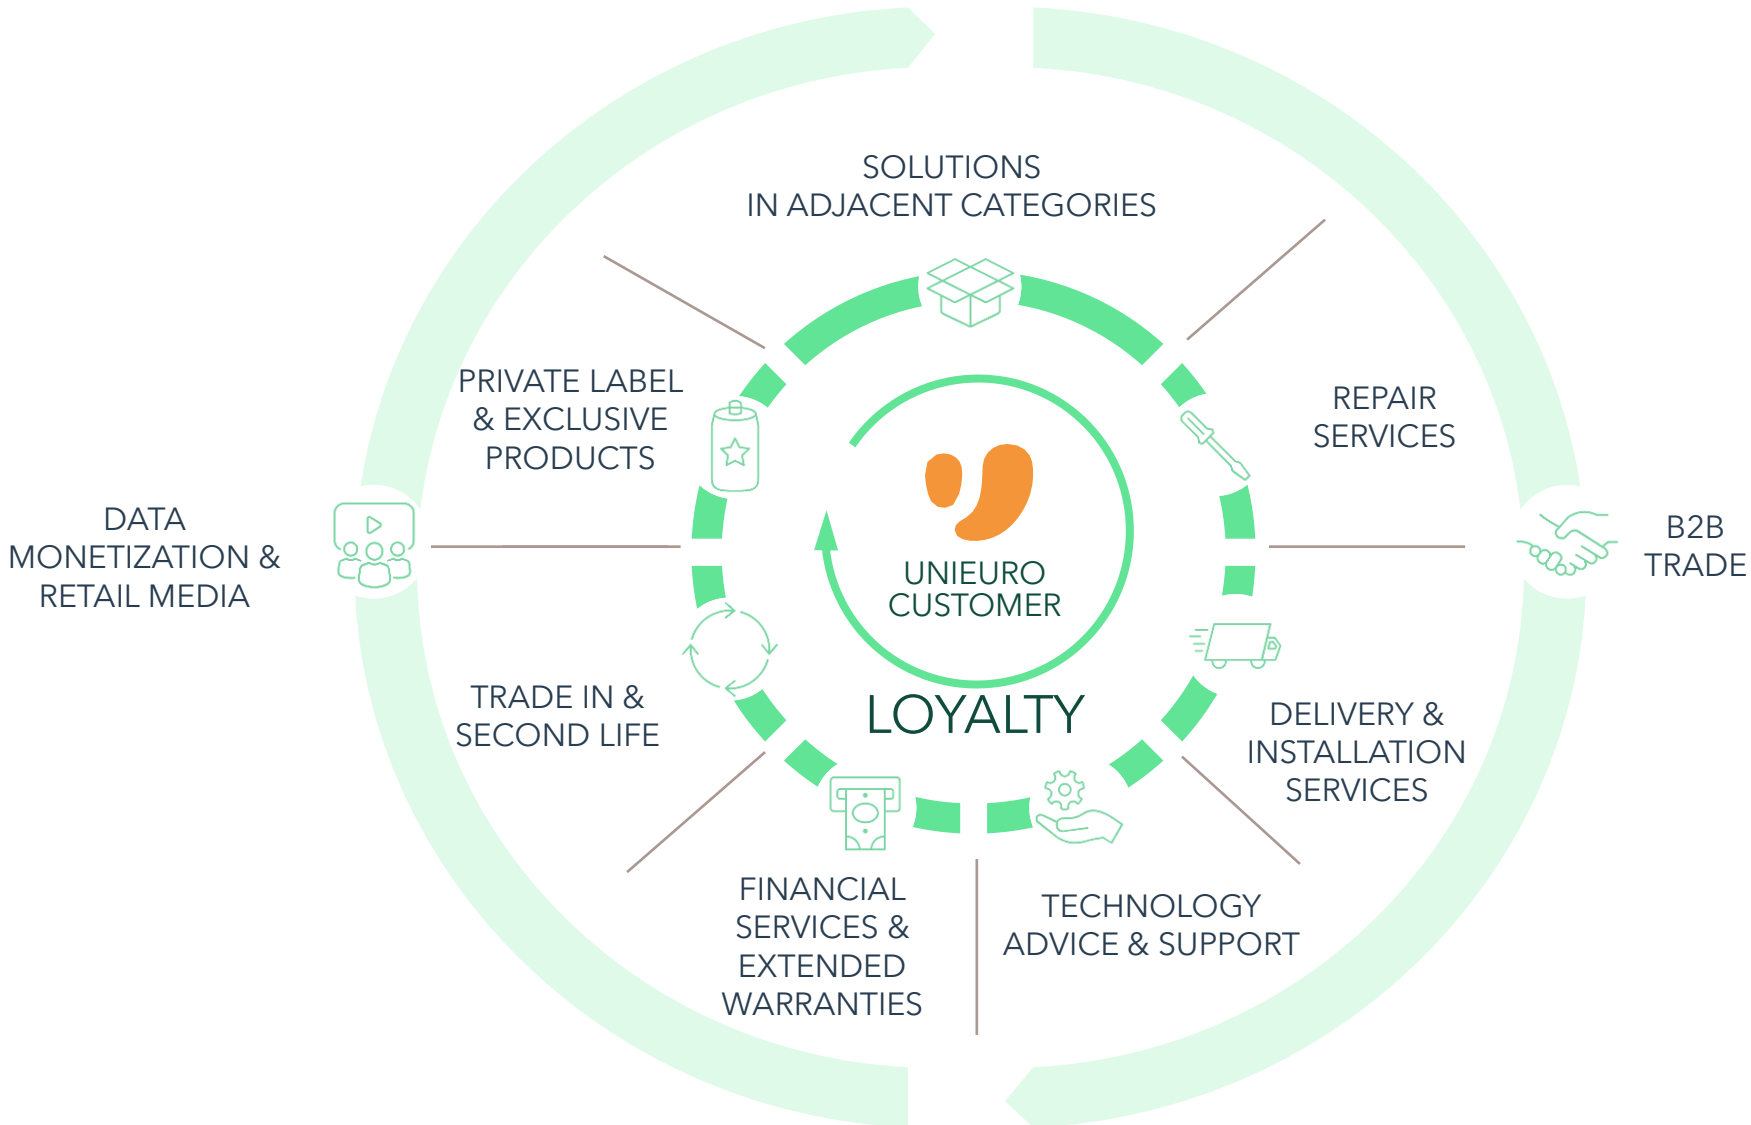 SOLUTIONS
IN ADJACENT CATEGORIES
PRIVATE LABEL
& EXCLUSIVE
PRODUCTS
REPAIR
SERVICES
DATA
MONETIZATION &
RETAIL MEDIA
B2B
TRADE
UNIEURO
CUSTOMER
LOYALTY
TRADE IN &
SECOND LIFE
DELIVERY &
INSTALLATION
SERVICES
FINANCIAL
SERVICES &
EXTENDED
WARRANTIES
TECHNOLOGY
ADVICE & SUPPORT